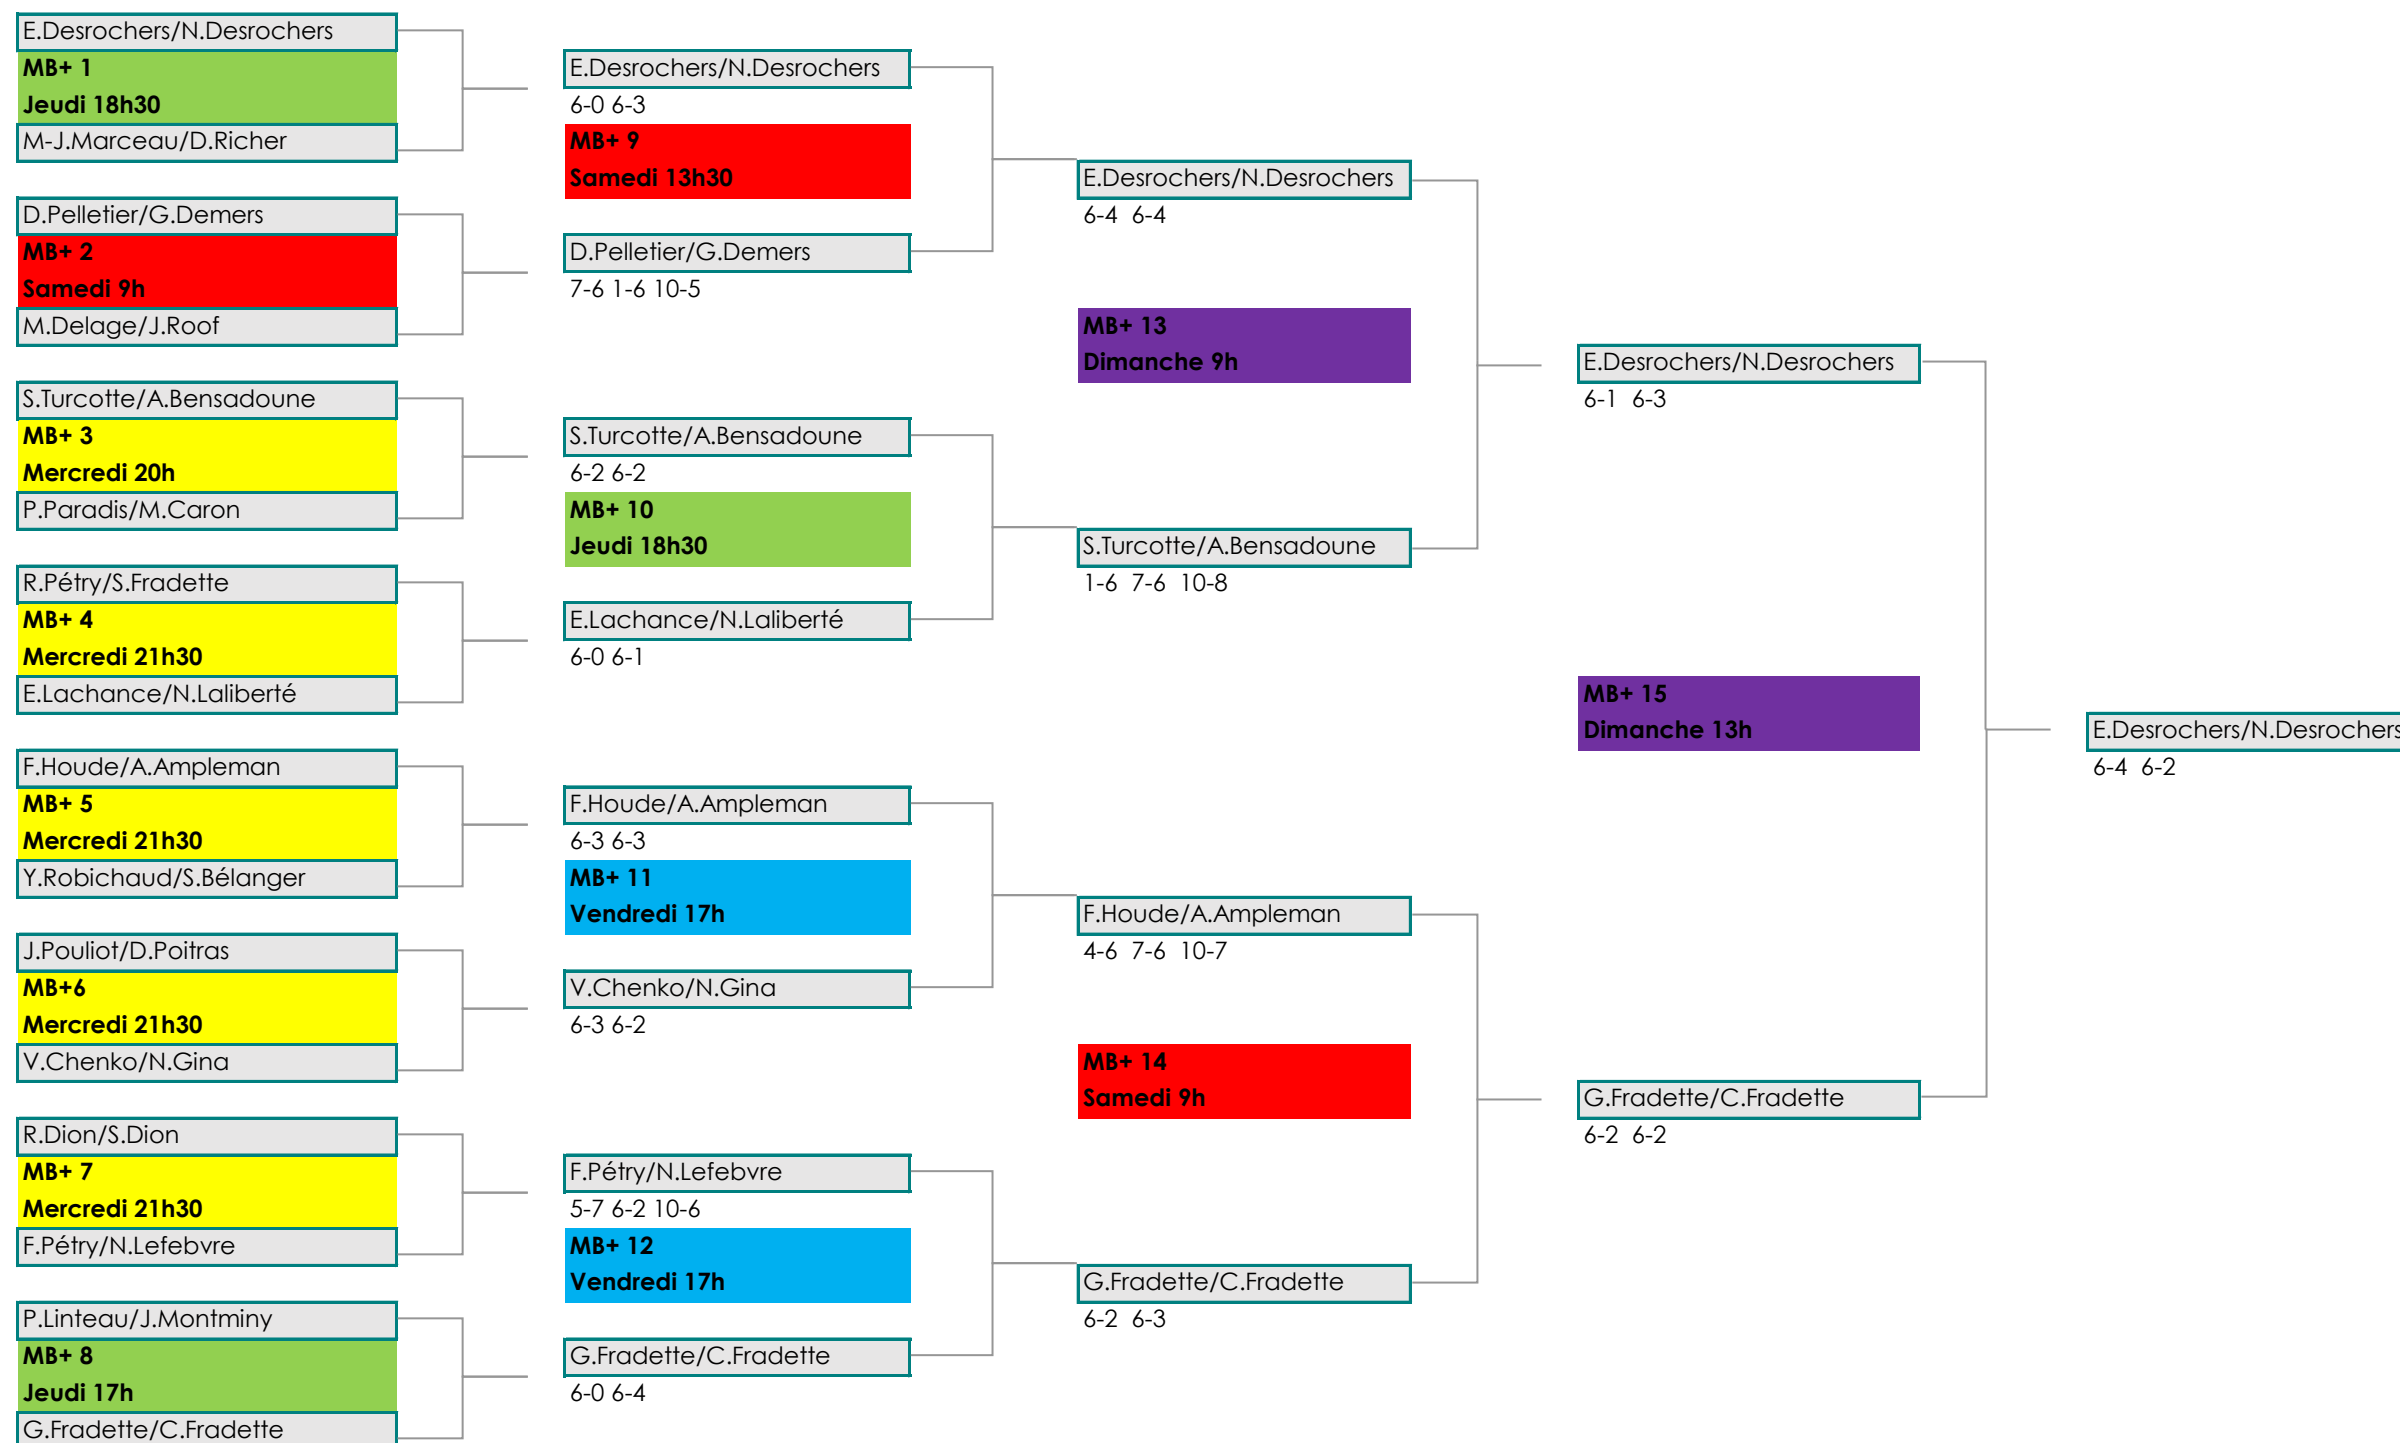 E.Desrochers/N.Desrochers
MB+ 1
Jeudi 18h30
M-J.Marceau/D.Richer
D.Pelletier/G.Demers
MB+ 2
Samedi 9h
M.Delage/J.Roof
S.Turcotte/A.Bensadoune
MB+ 3
Mercredi 20h
P.Paradis/M.Caron
R.Pétry/S.Fradette
MB+ 4
Mercredi 21h30
E.Lachance/N.Laliberté
F.Houde/A.Ampleman
MB+ 5
Mercredi 21h30
Y.Robichaud/S.Bélanger
J.Pouliot/D.Poitras
MB+6
Mercredi 21h30
V.Chenko/N.Gina
R.Dion/S.Dion
MB+ 7
Mercredi 21h30
F.Pétry/N.Lefebvre
P.Linteau/J.Montminy
MB+ 8
Jeudi 17h
G.Fradette/C.Fradette
E.Desrochers/N.Desrochers
6-0 6-3
MB+ 9
Samedi 13h30
D.Pelletier/G.Demers
7-6 1-6 10-5
S.Turcotte/A.Bensadoune
6-2 6-2
MB+ 10
Jeudi 18h30
E.Lachance/N.Laliberté
6-0 6-1
F.Houde/A.Ampleman
6-3 6-3
MB+ 11
Vendredi 17h
V.Chenko/N.Gina
6-3 6-2
F.Pétry/N.Lefebvre
5-7 6-2 10-6
MB+ 12
Vendredi 17h
G.Fradette/C.Fradette
6-0 6-4
E.Desrochers/N.Desrochers
6-4 6-4
MB+ 13
Dimanche 9h
S.Turcotte/A.Bensadoune
1-6 7-6 10-8
F.Houde/A.Ampleman
4-6 7-6 10-7
MB+ 14
Samedi 9h
G.Fradette/C.Fradette
6-2 6-3
E.Desrochers/N.Desrochers
6-1 6-3
MB+ 15
Dimanche 13h
G.Fradette/C.Fradette
6-2 6-2
E.Desrochers/N.Desrochers
6-4 6-2